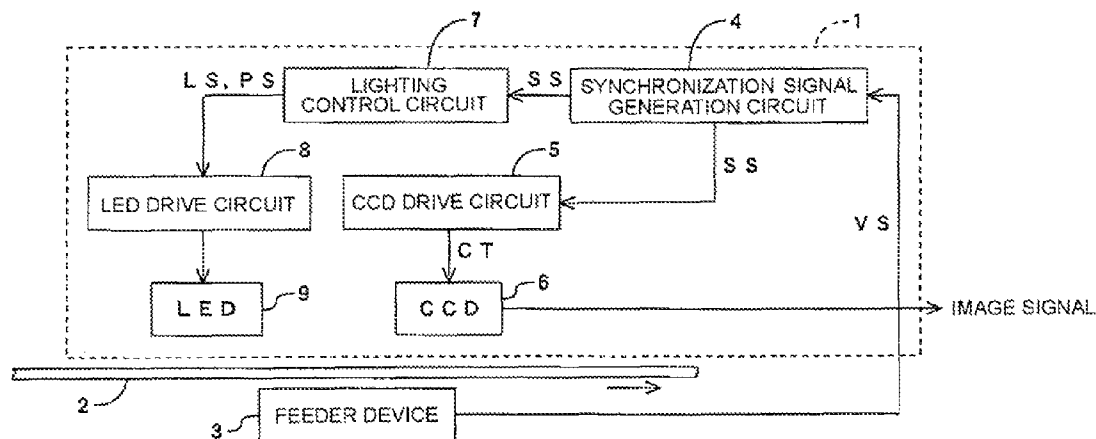 7
4
1
L S, P S
LIGHTING
CONTROL CIRCUIT
S S
SYNCHRONIZATION SIGNAL
GENERATION CIRCUIT
8
5
S S
LED DRIVE CIRCUIT
CCD DRIVE CIRCUIT
V S
C T
L E D
9
C C D
6
IMAGE SIGNAL
2
3
FEEDER DEVICE